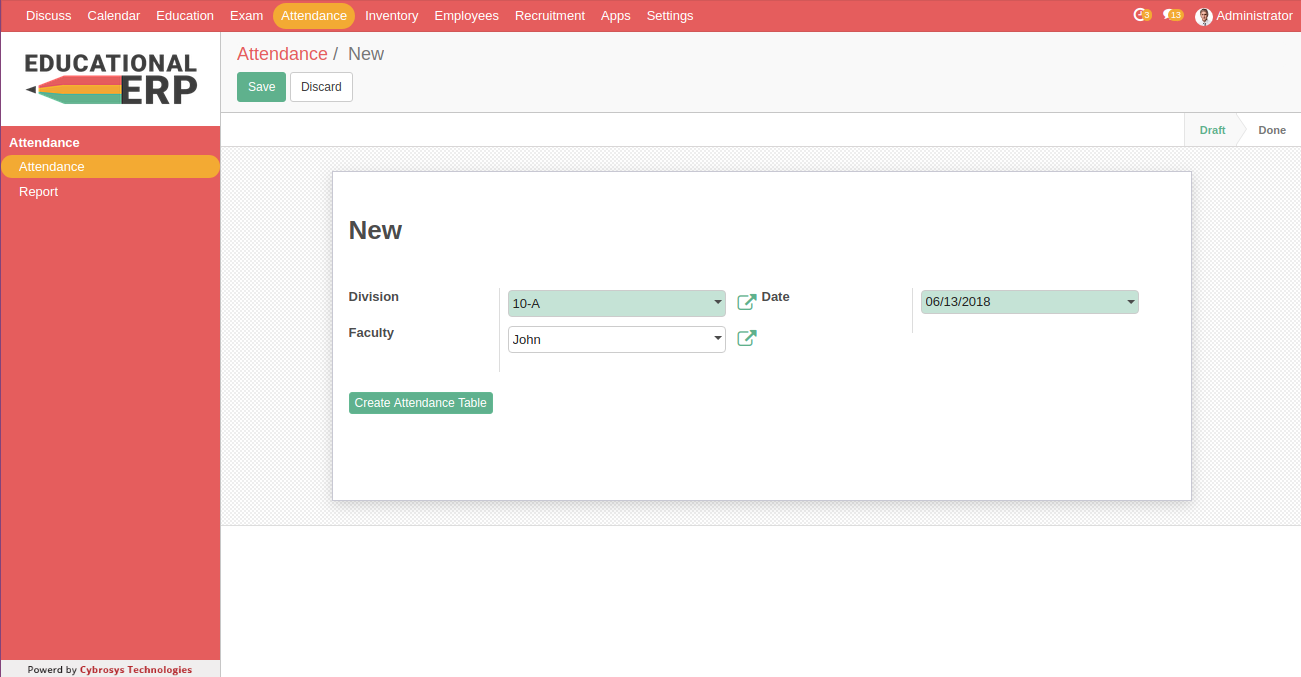 Discuss Calendar Education Exam Attendance Inventory Employees Recruitment Apps Settings 3 13 Administrator
EDUCATIONAL
ERP
Attendance / New
Save Discard
Draft Done
Attendance
Attendance
Report
New
Division 10-A Date 06/13/2018
Faculty John
Create Attendance Table
Powerd by Cybrosys Technologies